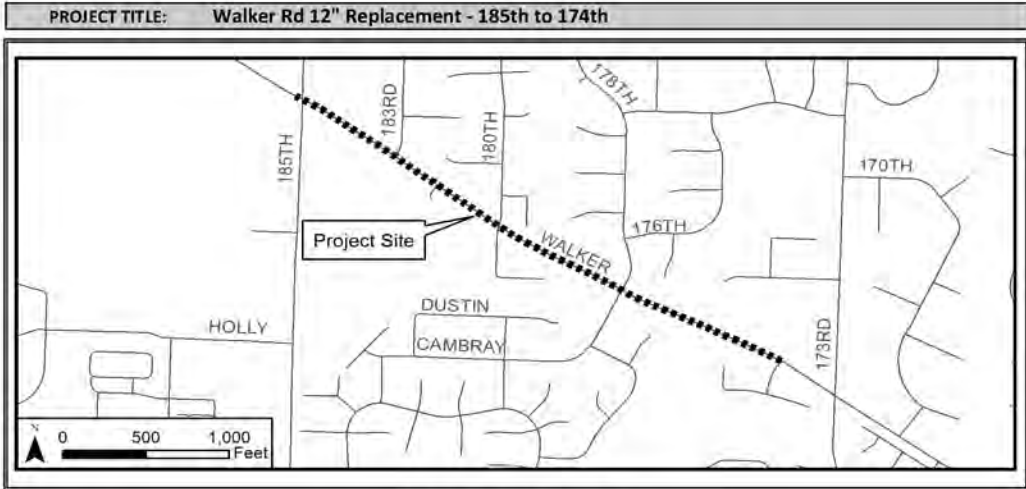 PROJECT TITLE: Walker Rd 12" Replacement - 185th to 174th
178TH
183RD
180TH
185TH
170TH
Project Site
WALKER
176TH
DUSTIN
HOLLY
CAMBRAY
173RD
N
0 500 1,000
Feet